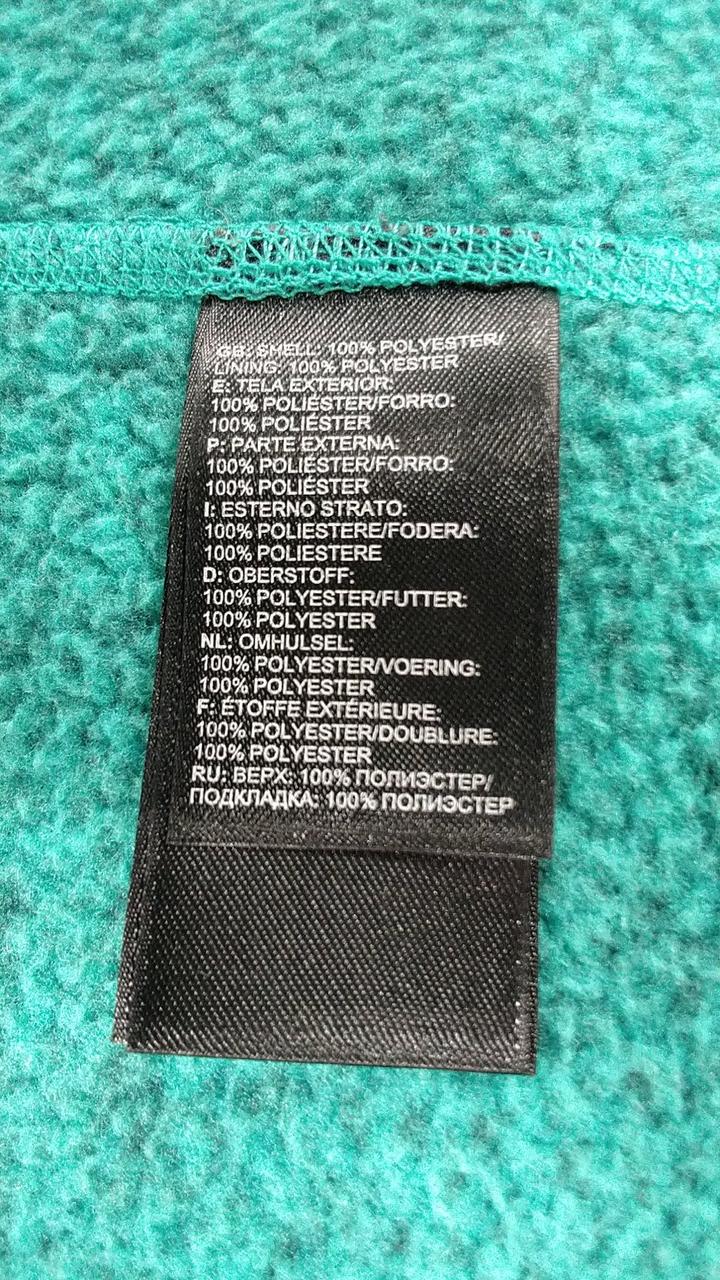 GB: SHELL: 100% POLYESTER/
LINING: 100% POLYESTER
E: TELA EXTERIOR:
100% POLIÉSTER/FORRO:
100% POLIÉSTER
P: PARTE EXTERNA:
100% POLIÉSTER/FORRO:
100% POLIÉSTER
I: ESTERNO STRATO:
100% POLIESTERE/FODERA:
100% POLIESTERE
D: OBERSTOFF:
100% POLYESTER/FUTTER:
100% POLYESTER
NL: OMHULSEL:
100% POLYESTER/VOERING:
100% POLYESTER
F: ÉTOFFE EXTÉRIEURE:
100% POLYESTER/DOUBLURE:
100% POLYESTER
RU: ВЕРХ: 100% ПОЛИЭСТЕР/
ПОДКЛАДКА: 100% ПОЛИЭСТЕР